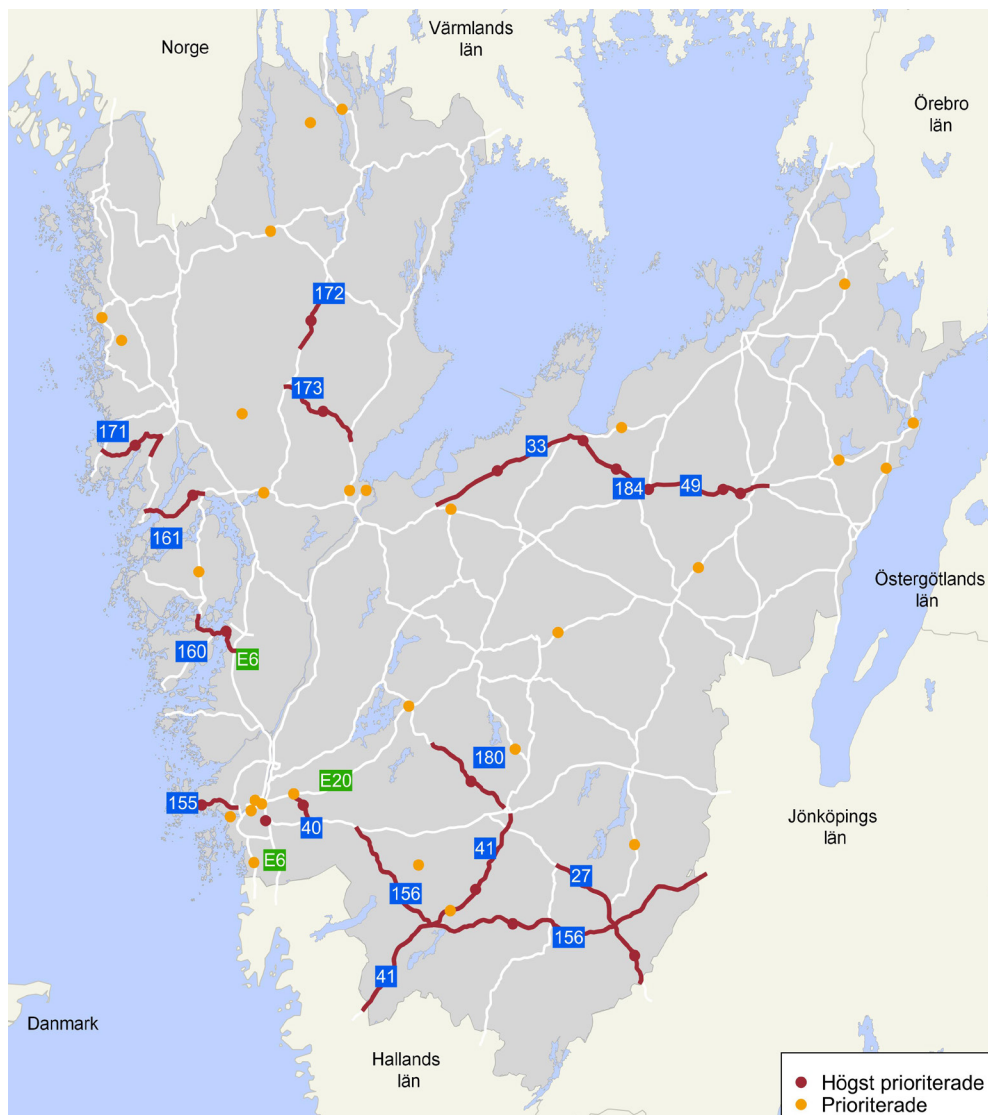 Värmlands
län
Norge
Örebro
län
172
173
171
33
184
49
161
Östergötlands
län
160
E6
180
E20
155
40
Jönköpings
län
41
E6
27
156
156
41
Danmark
Hallands
län
Högst prioriterade
Prioriterade